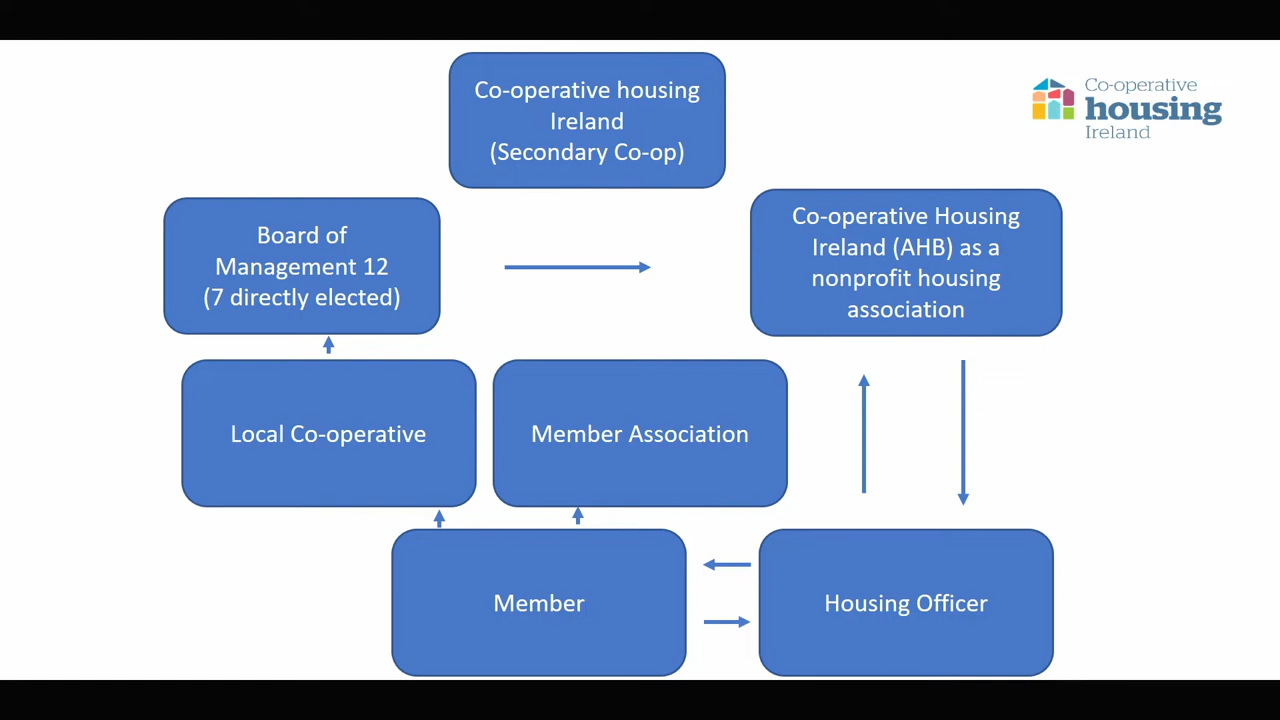 Co-operative housing
Ireland
(Secondary Co-op)
Co-operative
housing
Ireland
Board of
Management 12
(7 directly elected)
Co-operative Housing
Ireland (AHB) as a
nonprofit housing
association
Local Co-operative
Member Association
Member
Housing Officer